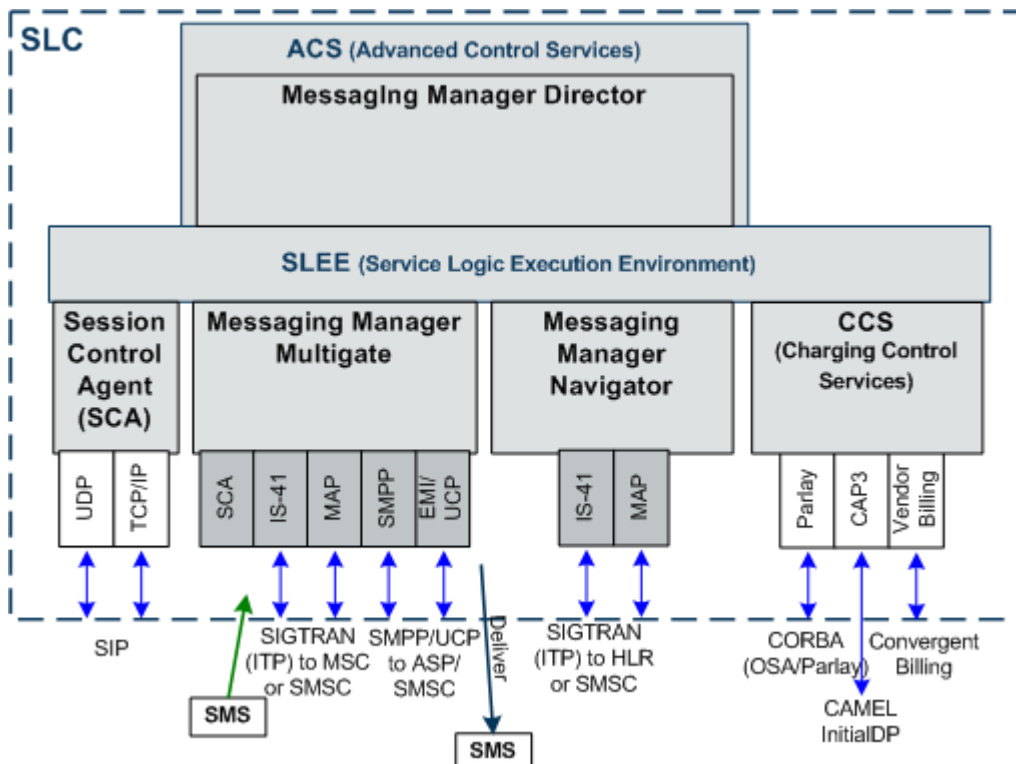 SLC
ACS (Advanced Control Services)
Messaging Manager Director
SLEE (Service Logic Execution Environment)
Session
Control
Agent
(SCA)
Messaging Manager
Multigate
Messaging
Manager
Navigator
CCS
(Charging Control
Services)
UDP
TCP/IP
SCA
IS-41
MAP
SMPP
EMI/
UCP
IS-41
MAP
Parlay
CAP3
Vendor
Billing
SIP
SIGTRAN
(ITP) to MSC
or SMSC
SMPP/UCP
to ASP/
SMSC
Deliver
SIGTRAN
(ITP) to HLR
or SMSC
CORBA
(OSA/Parlay)
Convergent
Billing
CAMEL
InitialDP
SMS
SMS